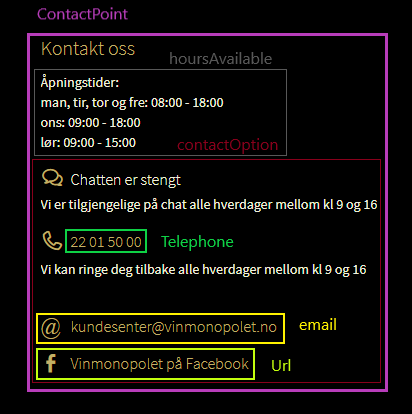 ContactPoint
Kontakt oss
hoursAvailable
Åpningstider:
man, tir, tor og fre: 08:00 - 18:00
ons: 09:00 - 18:00
lør: 09:00 - 15:00
contactOption
Chatten er stengt
Vi er tilgjengelige på chat alle hverdager mellom kl 9 og 16
22 01 50 00 Telephone
Vi kan ringe deg tilbake alle hverdager mellom kl 9 og 16
@ kundesenter@vinmonopolet.no email
f Vinmonopolet på Facebook Url